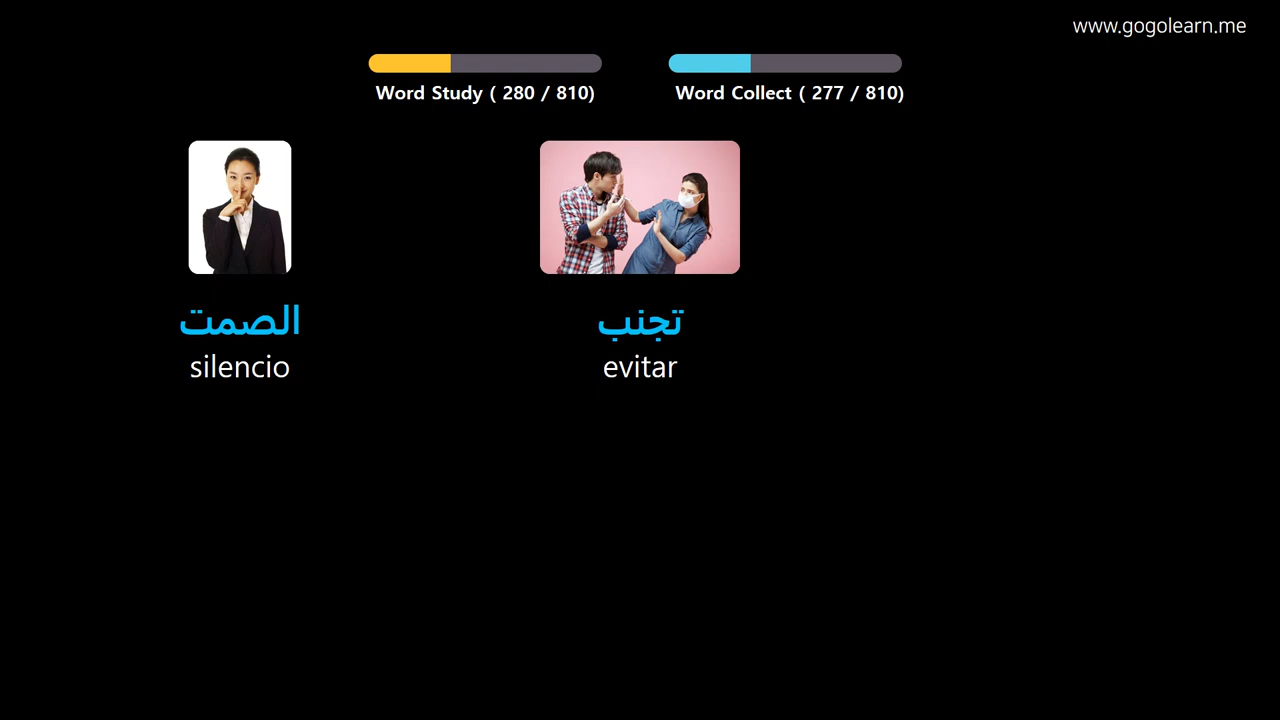 www.gogolearn.me
Word Study ( 280 / 810)
Word Collect ( 277 / 810)
الصمت
silencio
تجنب
evitar